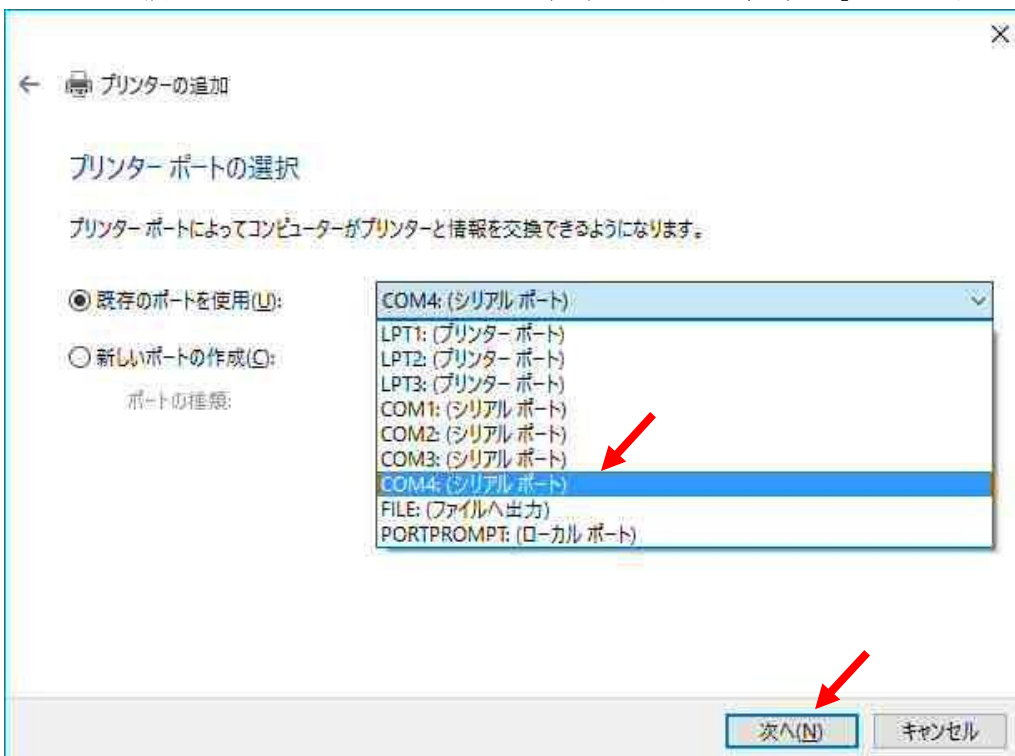 プリンターの追加
プリンター ポートの選択
プリンター ポートによってコンピューターがプリンターと情報を交換できるようになります。
既存のポートを使用(U):
COM4: (シリアル ポート)
LPT1: (プリンター ポート)
LPT2: (プリンター ポート)
新しいポートの作成(C):
LPT3: (プリンター ポート)
ポートの種類:
COM1: (シリアル ポート)
COM2: (シリアル ポート)
COM3: (シリアル ポート)
COM4: (シリアル ポート)
FILE: (ファイルへ出力)
PORTPROMPT: (ローカル ポート)
次へ(N)
キャンセル